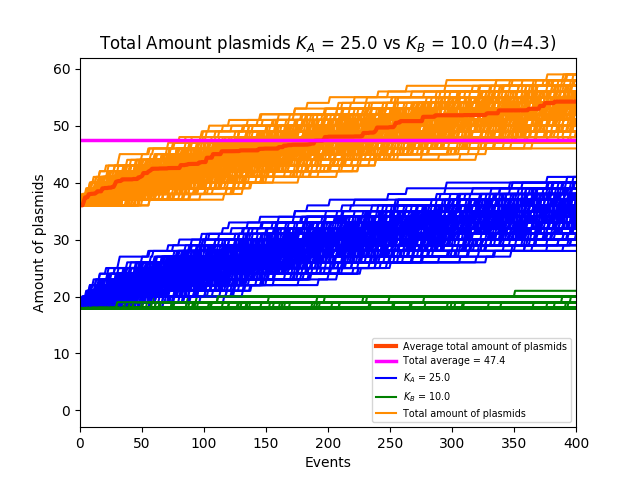 Total Amount plasmids K_A = 25.0 vs K_B = 10.0 (h=4.3)
Amount of plasmids
60
50
40
30
20
10
0
Average total amount of plasmids
Total average = 47.4
K_A = 25.0
K_B = 10.0
Total amount of plasmids
0 50 100 150 200 250 300 350 400
Events